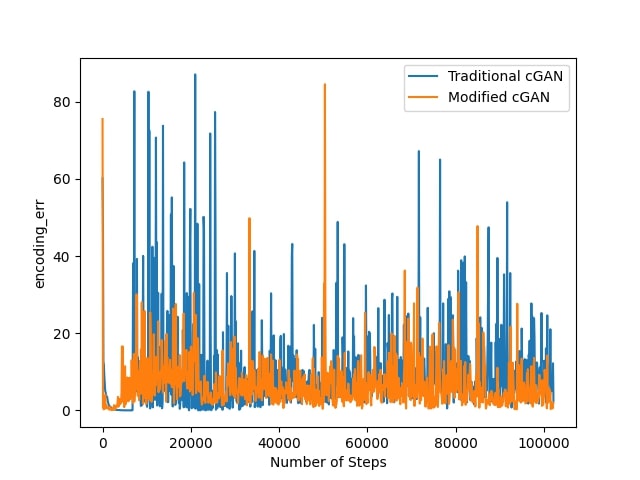 Traditional cGAN
Modified cGAN
encoding_err
80
60
40
20
0
0 20000 40000 60000 80000 100000
Number of Steps